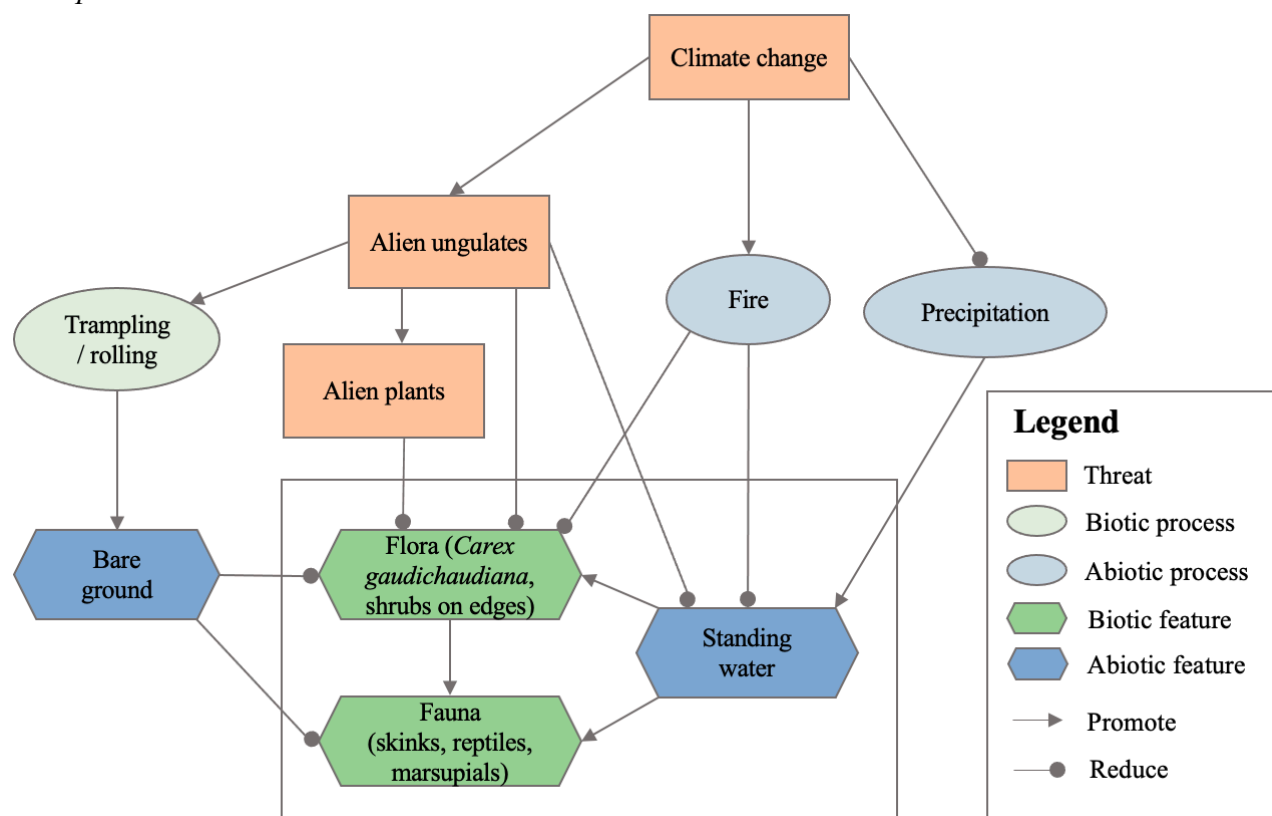 Climate change
Alien ungulates
Fire
Precipitation
Trampling
/ rolling
Alien plants
Bare
ground
Flora (Carex
gaudichaudiana,
shrubs on edges)
Standing
water
Fauna
(skinks, reptiles,
marsupials)
Legend
Threat
Biotic process
Abiotic process
Biotic feature
Abiotic feature
Promote
Reduce